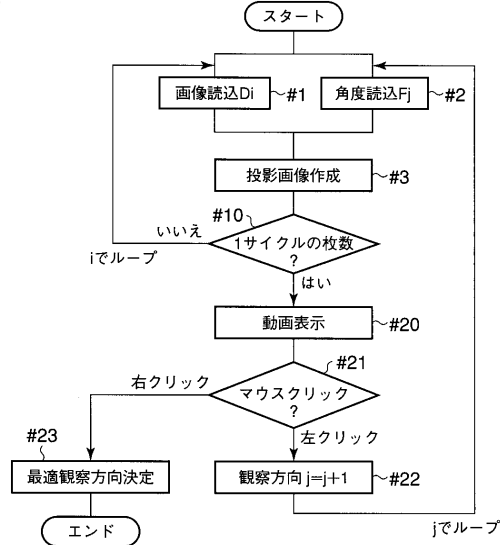 スタート
画像読込Di
#1
角度読込Fj
#2
投影画像作成
#3
#10
いいえ
1サイクルの枚数
?
iでループ
はい
動画表示
#20
#21
右クリック
マウスクリック
?
#23
左クリック
最適観察方向決定
観察方向 j=j+1
#22
エンド
jでループ